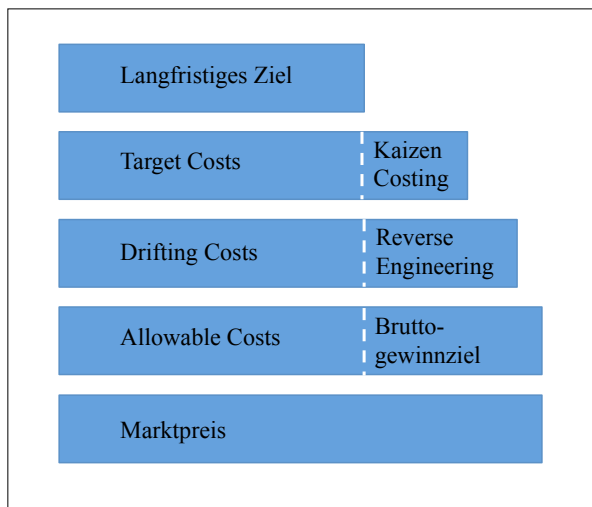 Langfristiges Ziel
Target Costs
Kaizen
Costing
Drifting Costs
Reverse
Engineering
Allowable Costs
Brutto-
gewinnziel
Marktpreis